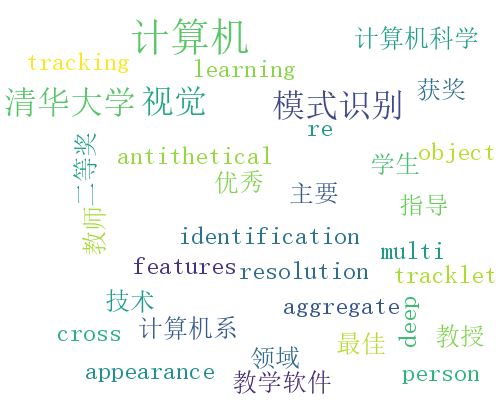 计算机
计算机科学
tracking
learning
获奖
清华大学
视觉
模式识别
re
二等奖
antithetical
学生
object
优秀
主要
指导
教师
identification
multi
features
resolution
tracklet
技术
aggregate
deep
cross
计算机系
最佳
教授
领域
appearance
教学软件
person